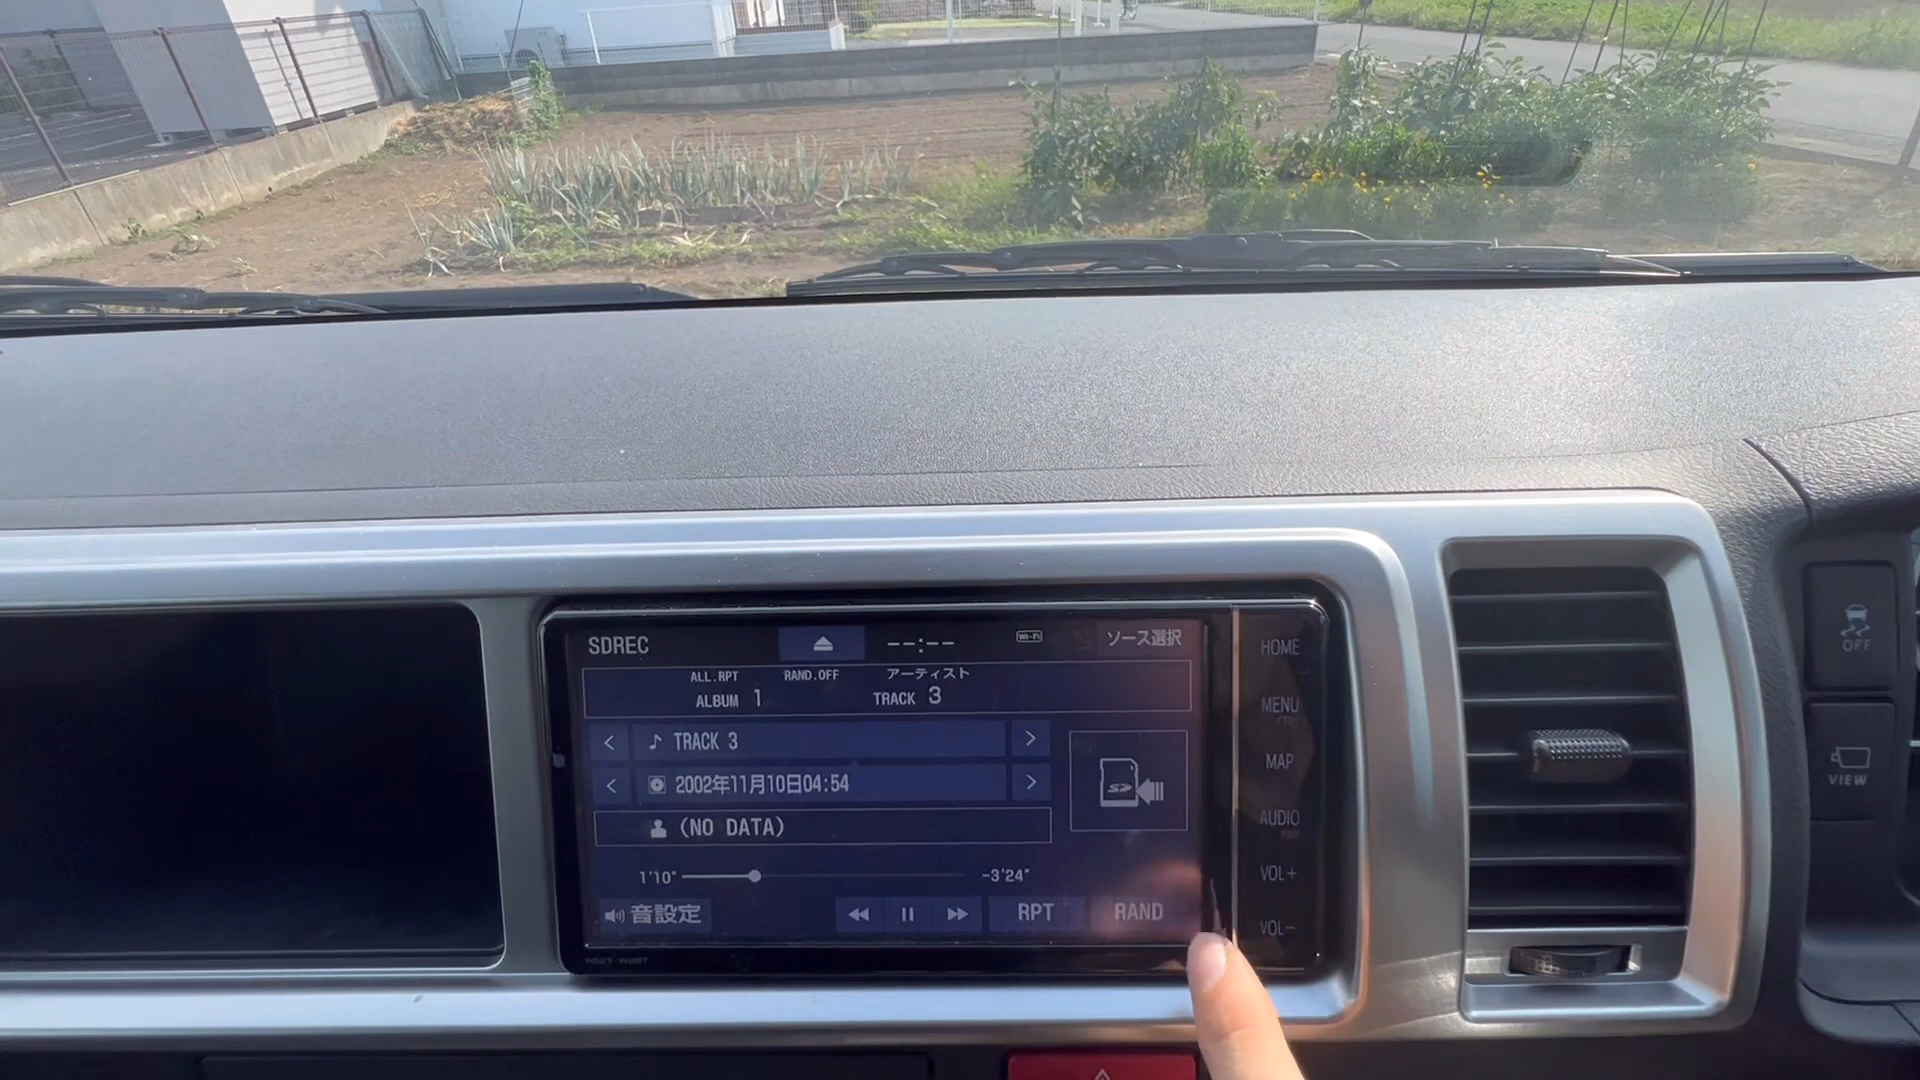 SDREC
--:--
Wi-Fi
ソース選択
ALL.RPT
RAND.OFF
アーティスト
ALBUM 1
TRACK 3
TRACK 3
2002年11月10日04:54
(NO DATA)
SD
1'10"
-3'24"
音設定
RPT
RAND
HOME
MENU
MAP
AUDIO
VOL+
VOL-
OFF
VIEW